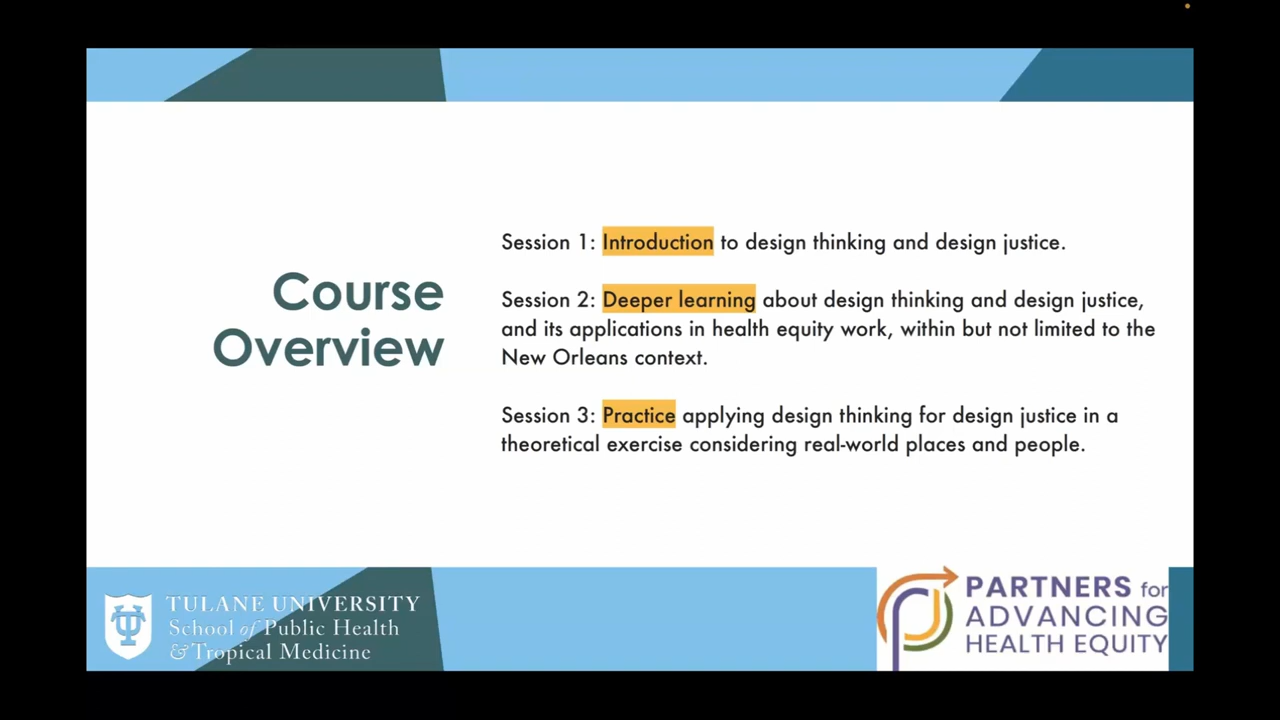 Course
Overview
Session 1: Introduction to design thinking and design justice.
Session 2: Deeper learning about design thinking and design justice,
and its applications in health equity work, within but not limited to the
New Orleans context.
Session 3: Practice applying design thinking for design justice in a
theoretical exercise considering real-world places and people.
TULANE UNIVERSITY
School of Public Health
& Tropical Medicine
PARTNERS for
ADVANCING
HEALTH EQUITY